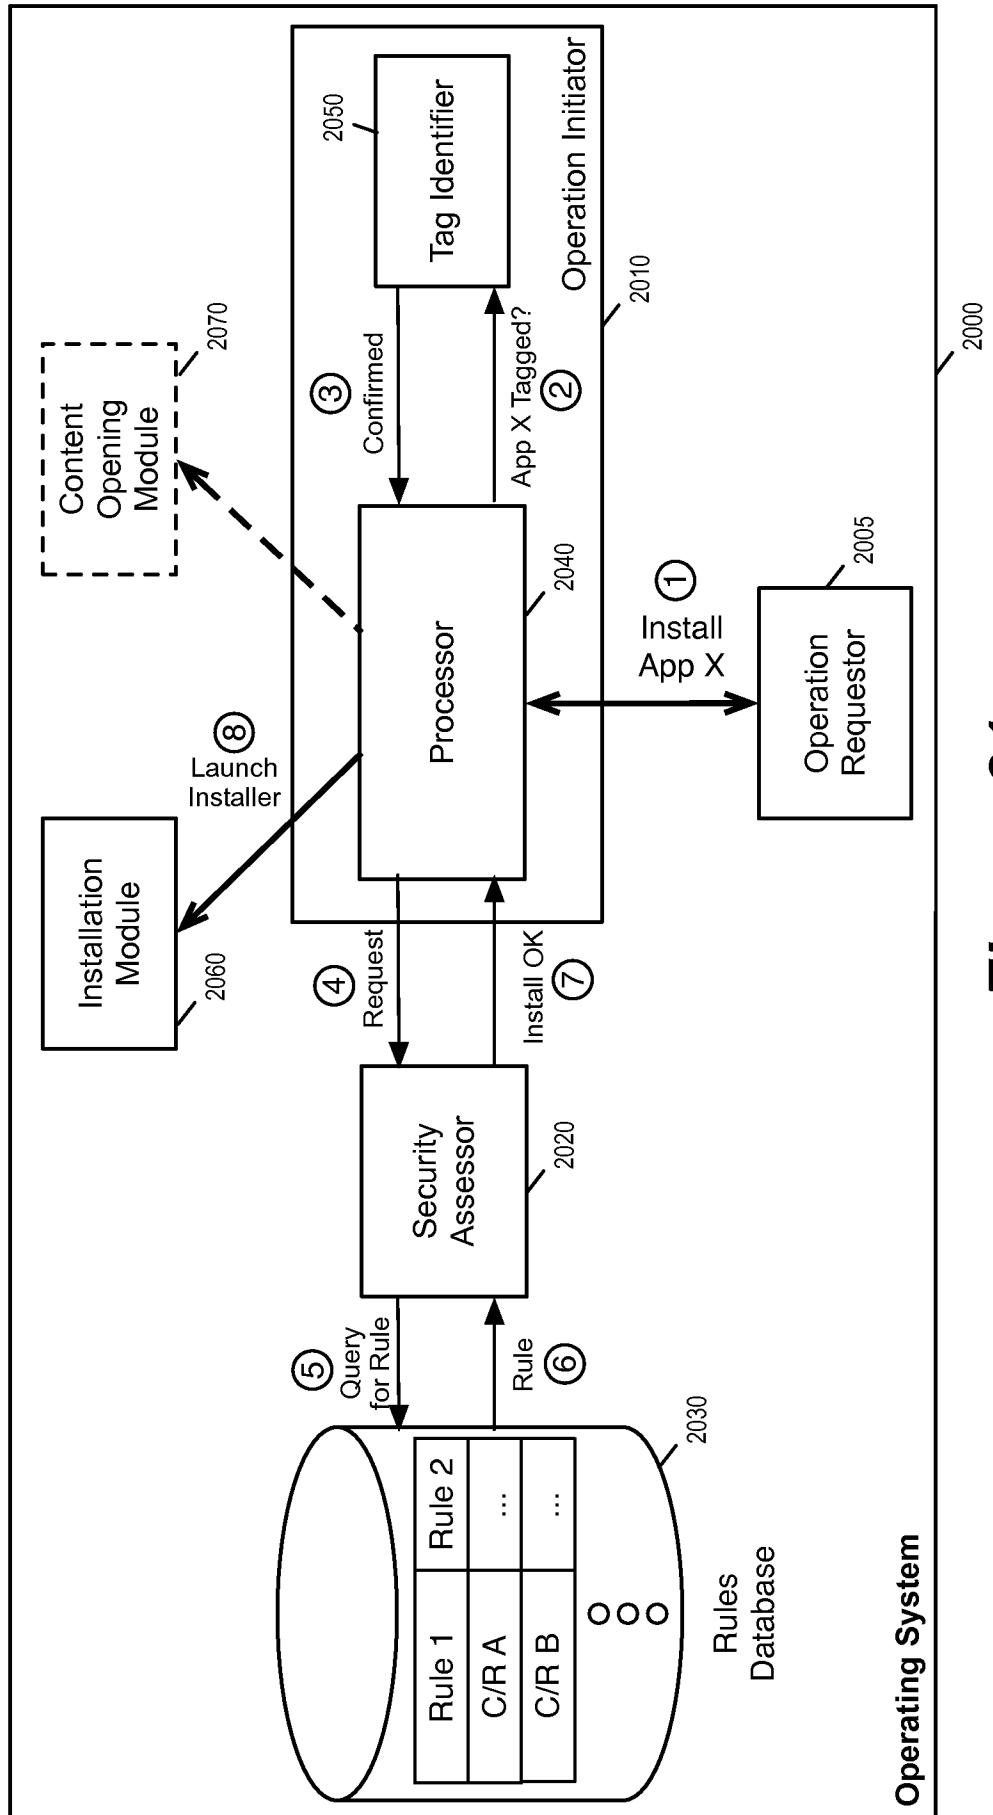 Operating System
2000
Rules
Database
2030
Rule 1
Rule 2
C/R A
...
C/R B
...
5
Query
for Rule
Rule
6
Security
Assessor
2020
4
Request
Install OK
7
Installation
Module
2060
8
Launch
Installer
Content
Opening
Module
2070
Processor
2040
3
Confirmed
App X Tagged?
2
Tag Identifier
2050
Operation Initiator
2010
1
Install
App X
Operation
Requestor
2005